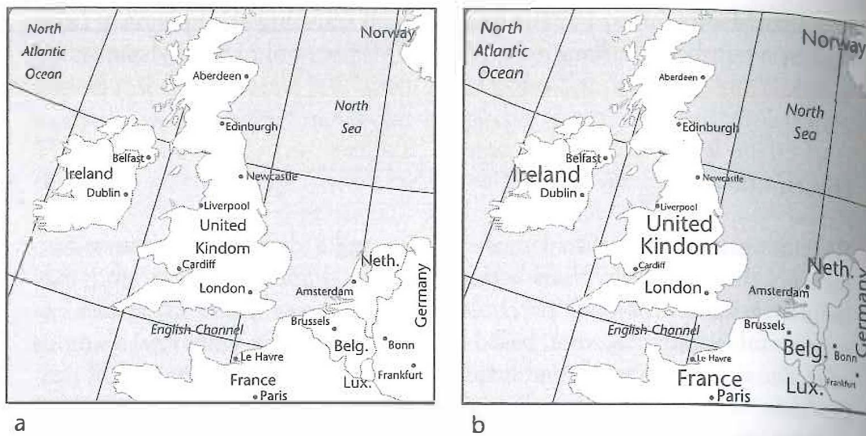 North
Atlantic
Ocean
Norway
Aberdeen
North
Sea
Edinburgh
Belfast
Ireland
Newcastle
Dublin
Liverpool
United
Kindom
Cardiff
Neth.
London
Amsterdam
English Channel
Brussels
Germany
Belg.
Bonn
Le Havre
Frankfurt
France
Lux.
Paris
a
North
Atlantic
Ocean
Norway
Aberdeen
North
Sea
Edinburgh
Belfast
Ireland
Newcastle
Dublin
Liverpool
United
Kindom
Cardiff
Neth.
London
Amsterdam
English Channel
Brussels
Germany
Belg.
Bonn
Le Havre
Frankfurt
France
Lux.
Paris
b